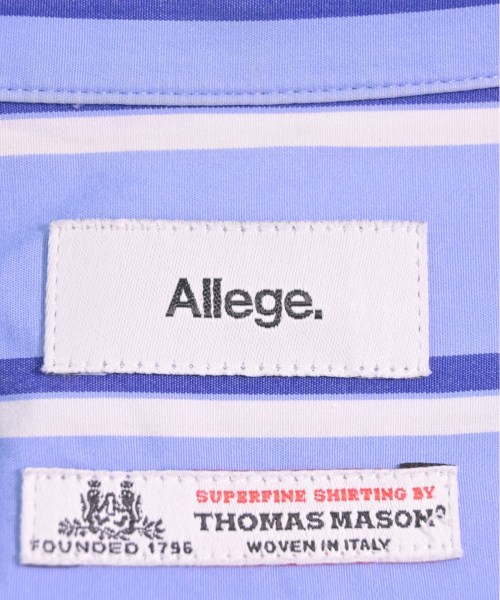 Allege.
SUPERFINE SHIRTING BY
THOMAS MASON®
FOUNDED 1796
WOVEN IN ITALY